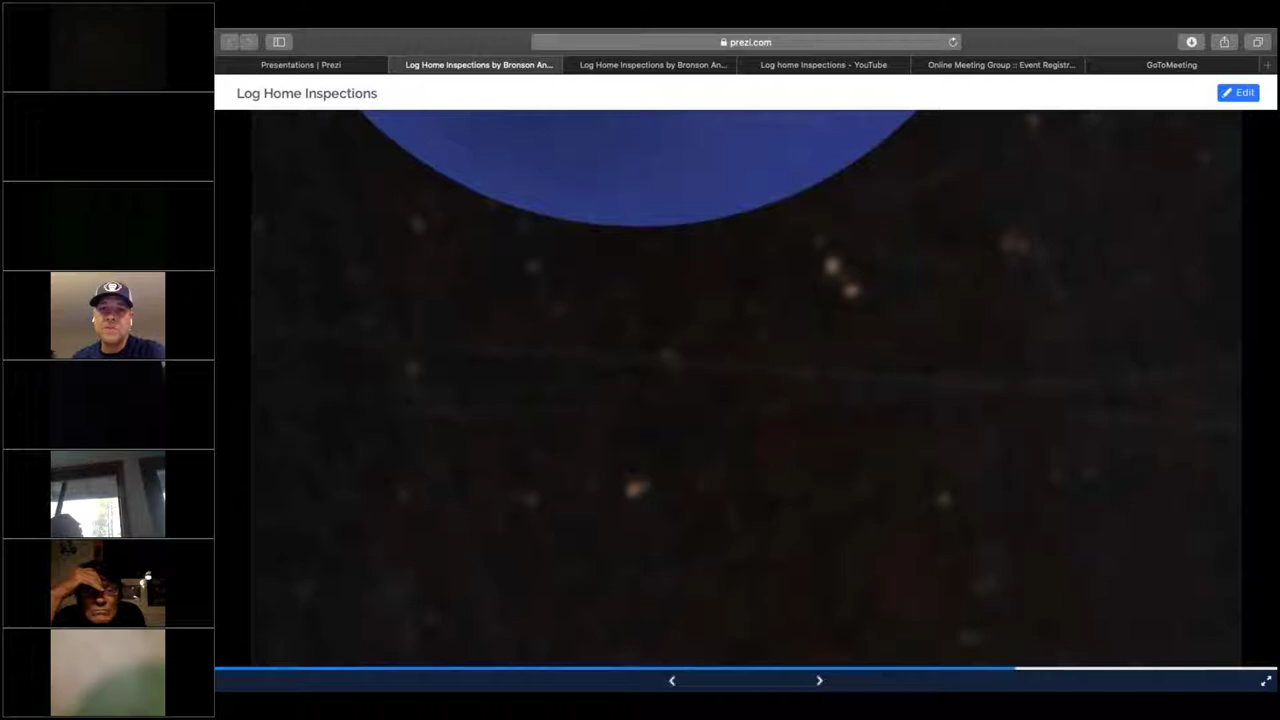 prezi.com
Presentations | Prezi
Log Home Inspections by Bronson An...
Log Home Inspections by Bronson An...
Log home Inspections - YouTube
Online Meeting Group :: Event Registr...
GoToMeeting
Log Home Inspections
Edit